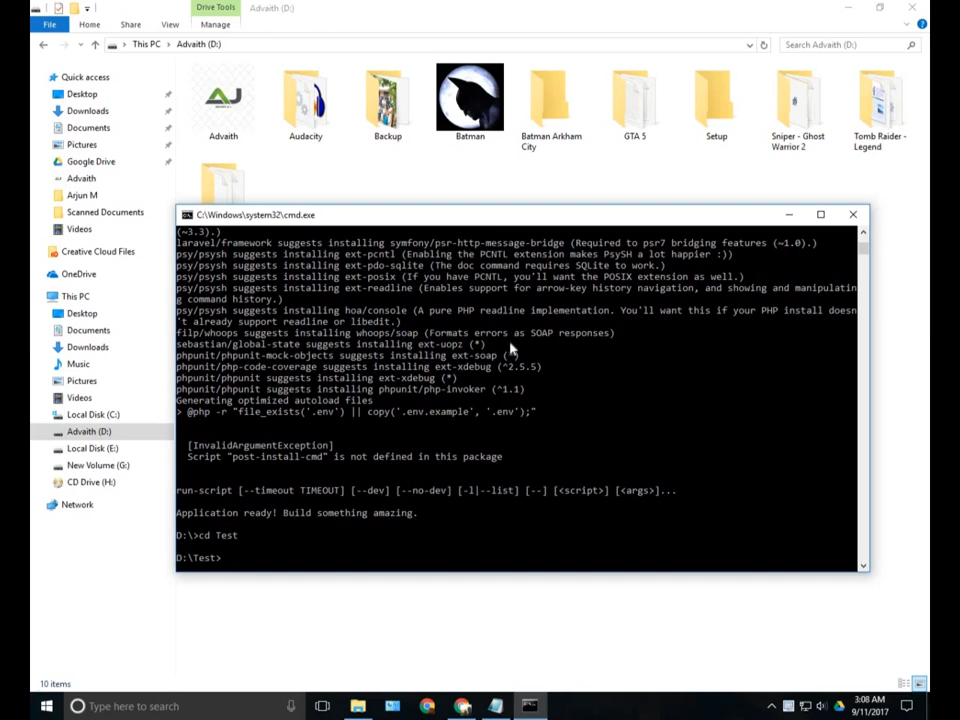 Drive Tools
Advaith (D:)
File
Home
Share
View
Manage
This PC
Advaith (D:)
Search Advaith (D:)
Quick access
Desktop
Downloads
Documents
Pictures
Google Drive
Advaith
Arjun M
Scanned Documents
Videos
Creative Cloud Files
OneDrive
This PC
Desktop
Documents
Downloads
Music
Pictures
Videos
Local Disk (C:)
Advaith (D:)
Local Disk (E:)
New Volume (G:)
CD Drive (H:)
Network
AJ
Advaith
Audacity
Backup
Batman
Batman Arkham
City
GTA 5
Setup
Sniper - Ghost
Warrior 2
Tomb Raider -
Legend
C:\Windows\system32\cmd.exe
(~3.3).)
laravel/framework suggests installing symfony/psr-http-message-bridge (Required to psr7 bridging features (~1.0).)
psy/psysh suggests installing ext-pcntl (Enabling the PCNTL extension makes PsySH a lot happier :))
psy/psysh suggests installing ext-pdo-sqlite (The doc command requires SQLite to work.)
psy/psysh suggests installing ext-posix (If you have PCNTL, you'll want the POSIX extension as well.)
psy/psysh suggests installing ext-readline (Enables support for arrow-key history navigation, and showing and manipulatin
g command history.)
psy/psysh suggests installing hoa/console (A pure PHP readline implementation. You'll want this if your PHP install doesn
't already support readline or libedit.)
filp/whoops suggests installing whoops/soap (Formats errors as SOAP responses)
sebastian/global-state suggests installing ext-uopz (*)
phpunit/phpunit-mock-objects suggests installing ext-soap (*)
phpunit/php-code-coverage suggests installing ext-xdebug (^2.5.5)
phpunit/phpunit suggests installing ext-xdebug (*)
phpunit/phpunit suggests installing phpunit/php-invoker (^1.1)
Generating optimized autoload files
> @php -r "file_exists('.env') || copy('.env.example', '.env');"
[InvalidArgumentException]
Script "post-install-cmd" is not defined in this package
run-script [--timeout TIMEOUT] [--dev] [--no-dev] [-l|--list] [--] [<script>] [<args>]...
Application ready! Build something amazing.
D:\>cd Test
D:\Test>
10 items
Type here to search
3:08 AM
9/11/2017